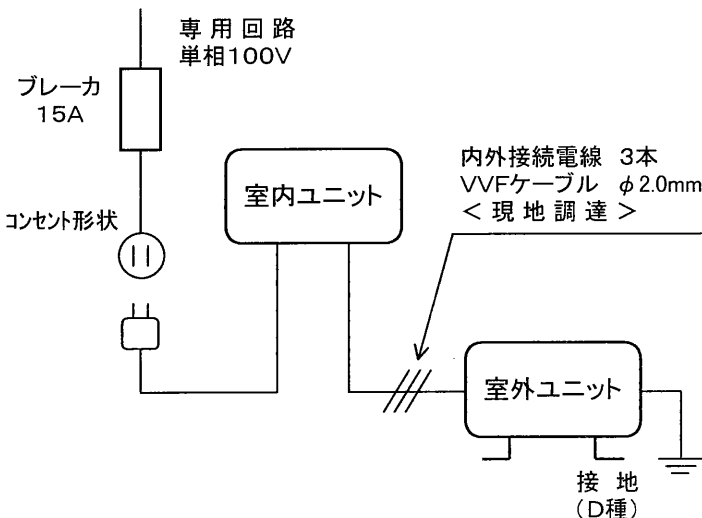 専用回路
単相100V
ブレーカ
15A
コンセント形状
室内ユニット
内外接続電線 3本
VVFケーブル φ2.0mm
<現地調達>
室外ユニット
接地
(D種)